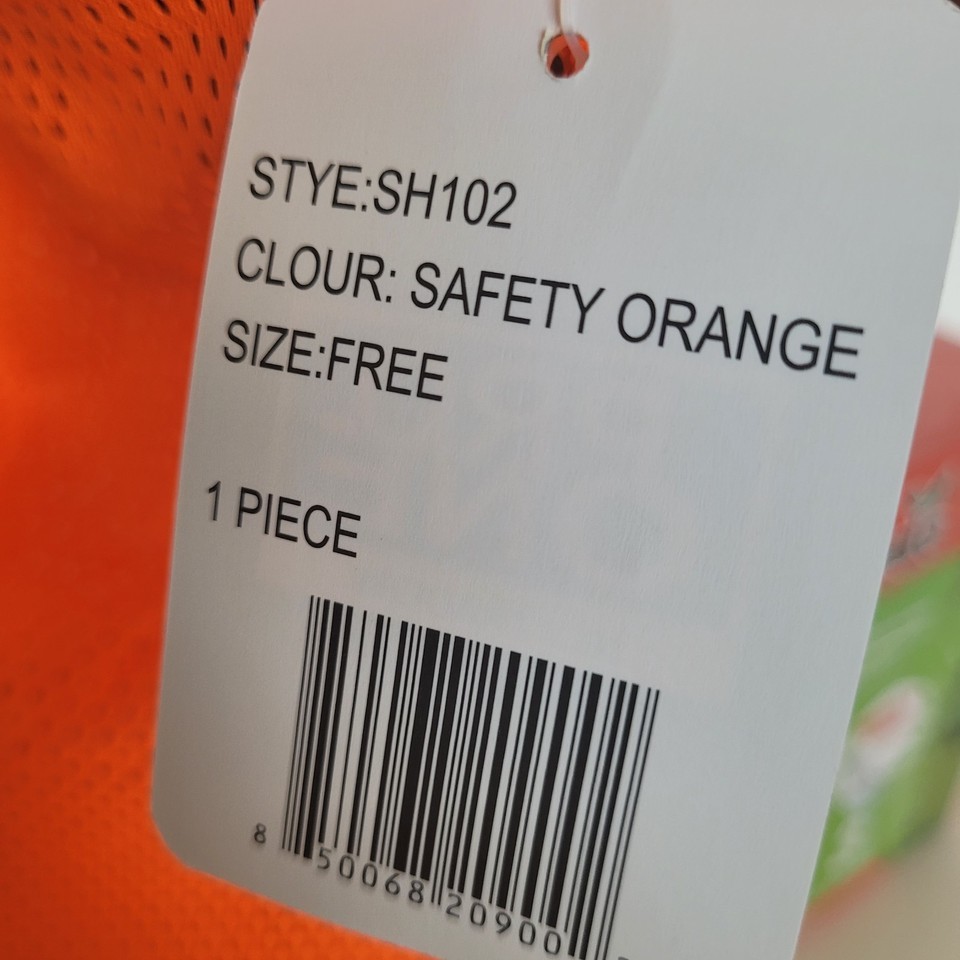 STYE:SH102
CLOUR: SAFETY ORANGE
SIZE:FREE
1 PIECE
8 50068 20900